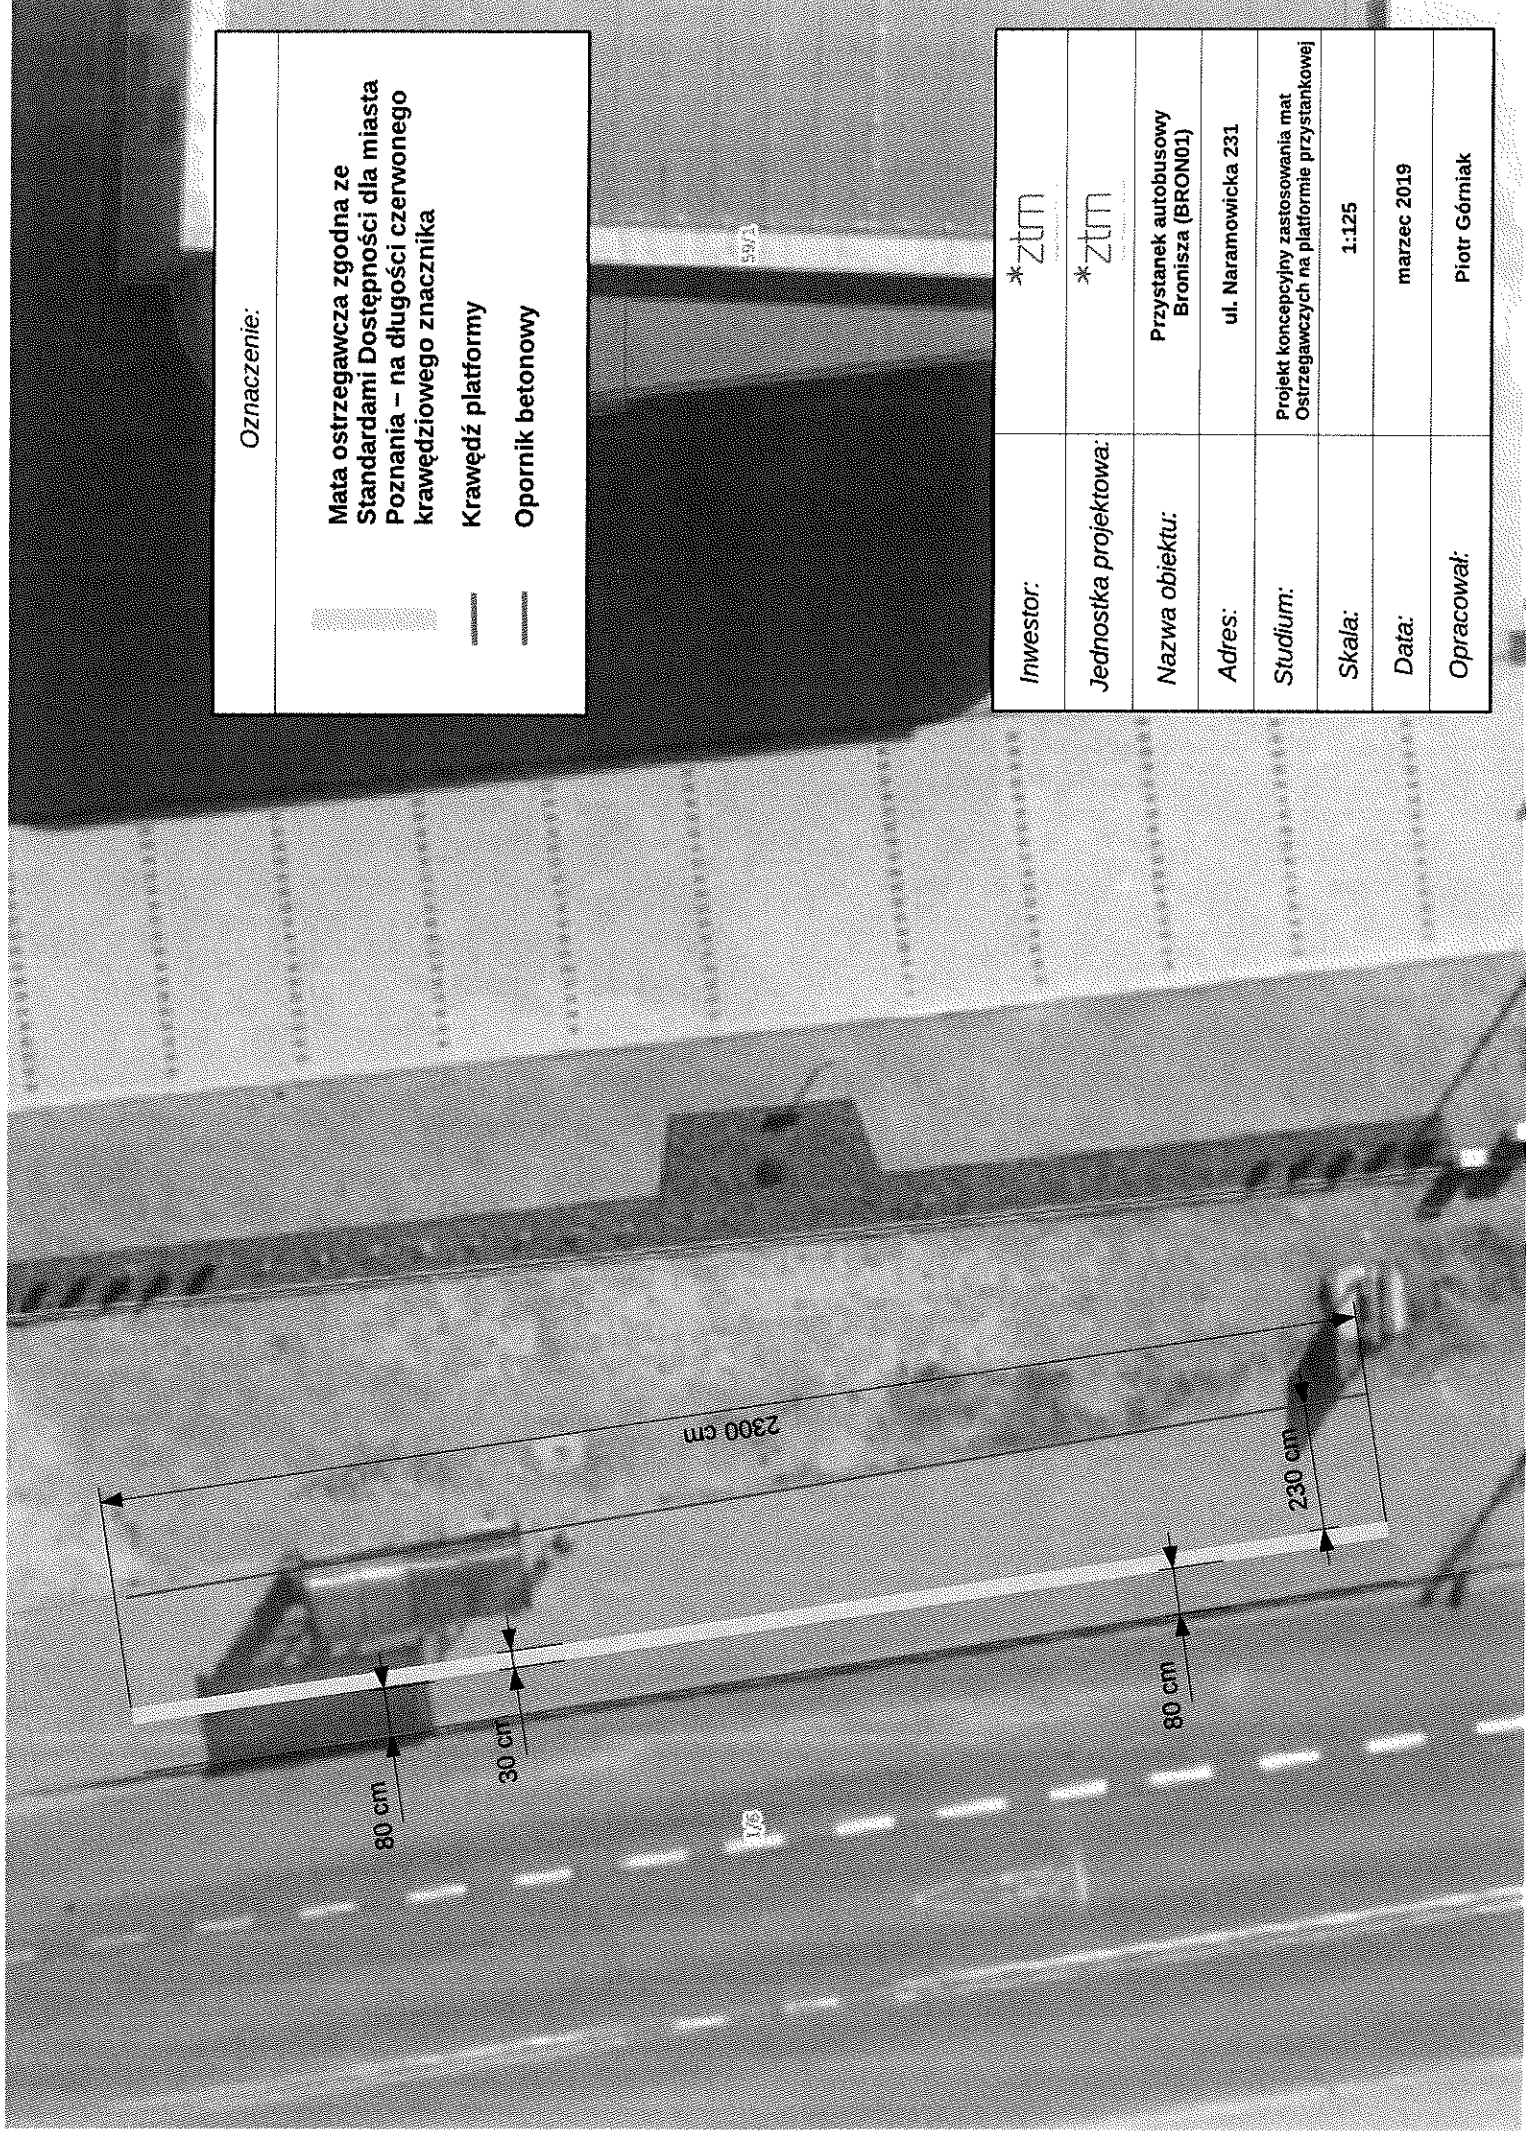 Oznaczenie:
Mata ostrzegawcza zgodna ze
Standardami Dostępności dla miasta
Poznania – na długości czerwonego
krawędziowego znacznika
Krawędź platformy
Opornik betonowy
Inwestor:
*ztm
Jednostka projektowa:
*ztm
Nazwa obiektu:
Przystanek autobusowy
Bronisza (BRON01)
Adres:
ul. Naramowicka 231
Studium:
Projekt koncepcyjny zastosowania mat
Ostrzegawczych na platformie przystankowej
Skala:
1:125
Data:
marzec 2019
Opracował:
Piotr Górniak
59/1
2300 cm
230 cm
80 cm
30 cm
80 cm